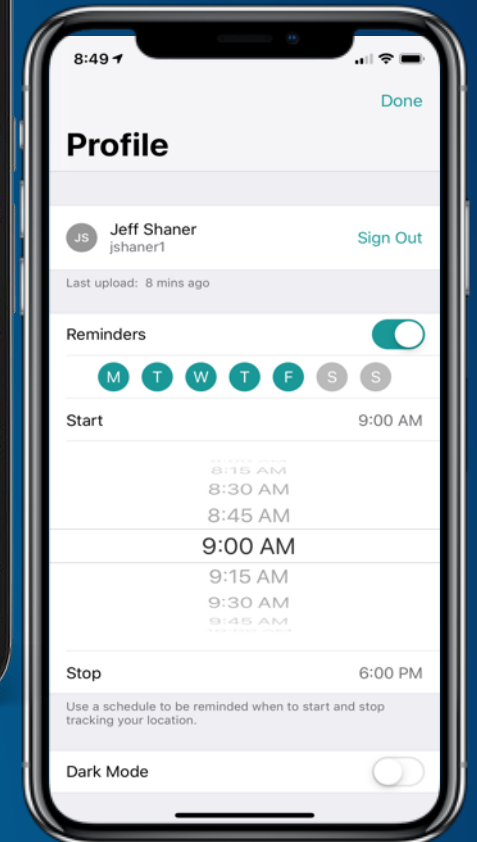 8:49
Done
Profile
JS
Jeff Shaner
jshaner1
Sign Out
Last upload: 8 mins ago
Reminders
M T W T F S S
Start
9:00 AM
8:15 AM
8:30 AM
8:45 AM
9:00 AM
9:15 AM
9:30 AM
9:45 AM
Stop
6:00 PM
Use a schedule to be reminded when to start and stop
tracking your location.
Dark Mode